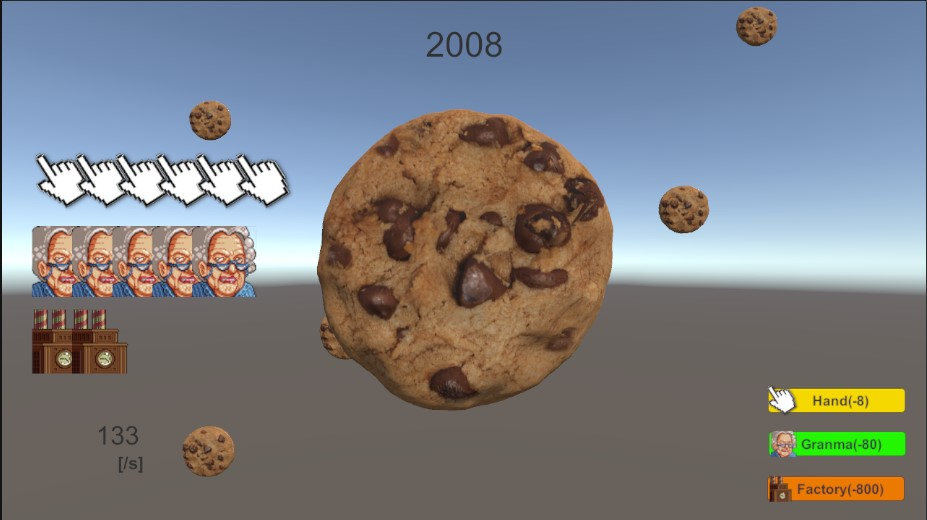 2008
133
[/s]
Hand(-8)
Granma(-80)
Factory(-800)